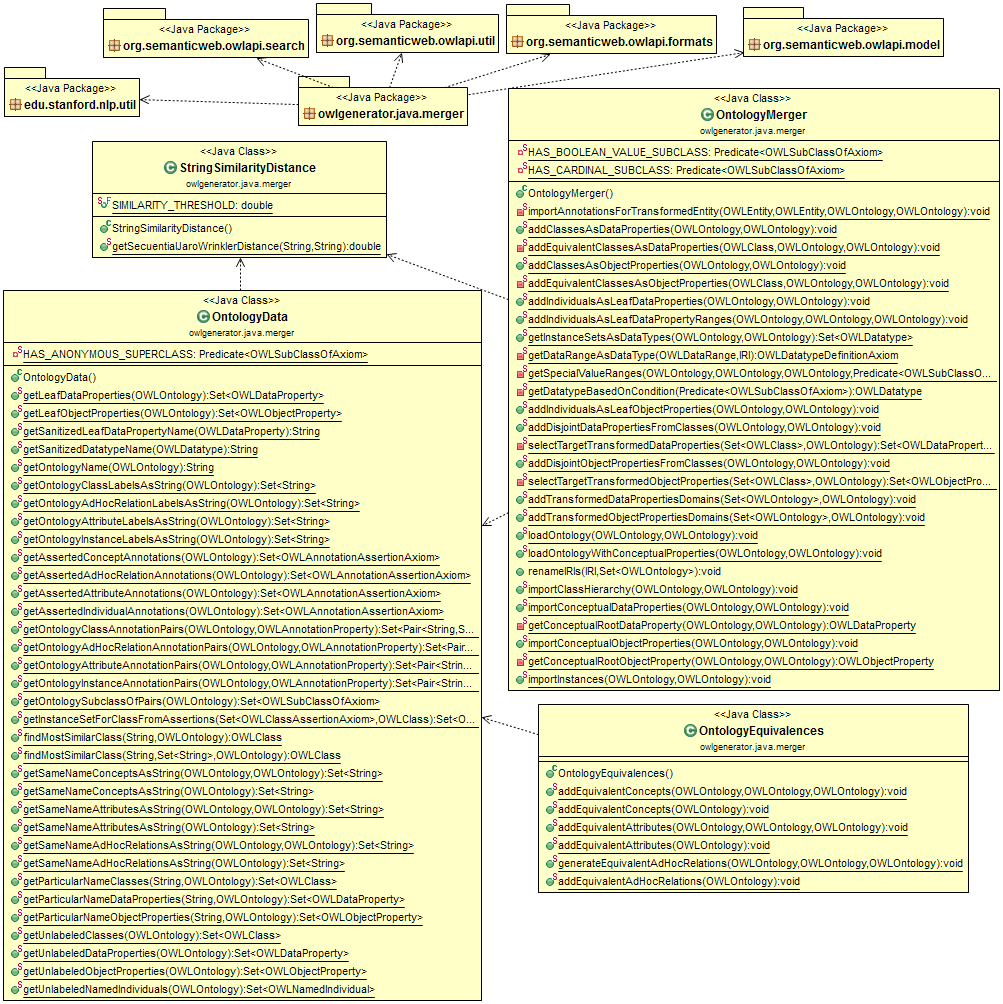 <<Java Package>>
org.semanticweb.owlapi.search
<<Java Package>>
org.semanticweb.owlapi.util
<<Java Package>>
org.semanticweb.owlapi.formats
<<Java Package>>
org.semanticweb.owlapi.model
<<Java Package>>
edu.stanford.nlp.util
<<Java Package>>
owlgenerator.java.merger
<<Java Class>>
StringSimilarityDistance
owlgenerator.java.merger
SIMILARITY_THRESHOLD: double
StringSimilarityDistance()
getSecuentialJaroWrinklerDistance(String,String):double
<<Java Class>>
OntologyData
owlgenerator.java.merger
HAS_ANONYMOUS_SUPERCLASS: Predicate<OWLSubClassOfAxiom>
OntologyData()
getLeafDataProperties(OWLOntology):Set<OWLDataProperty>
getLeafObjectProperties(OWLOntology):Set<OWLObjectProperty>
getSanitizedLeafDataPropertyName(OWLDataProperty):String
getSanitizedDatatypeName(OWLDatatype):String
getOntologyName(OWLOntology):String
getOntologyClassLabelsAsString(OWLOntology):Set<String>
getOntologyAdHocRelationLabelsAsString(OWLOntology):Set<String>
getOntologyAttributeLabelsAsString(OWLOntology):Set<String>
getOntologyInstanceLabelsAsString(OWLOntology):Set<String>
getAssertedConceptAnnotations(OWLOntology):Set<OWLAnnotationAssertionAxiom>
getAssertedAdHocRelationAnnotations(OWLOntology):Set<OWLAnnotationAssertionAxiom>
getAssertedAttributeAnnotations(OWLOntology):Set<OWLAnnotationAssertionAxiom>
getAssertedIndividualAnnotations(OWLOntology):Set<OWLAnnotationAssertionAxiom>
getOntologyClassAnnotationPairs(OWLOntology,OWLAnnotationProperty):Set<Pair<String,S...
getOntologyAdHocRelationAnnotationPairs(OWLOntology,OWLAnnotationProperty):Set<Pair...
getOntologyAttributeAnnotationPairs(OWLOntology,OWLAnnotationProperty):Set<Pair<Strin...
getOntologyInstanceAnnotationPairs(OWLOntology,OWLAnnotationProperty):Set<Pair<Strin...
getOntologySubclassOfPairs(OWLOntology):Set<OWLSubClassOfAxiom>
getInstanceSetForClassFromAssertions(Set<OWLClassAssertionAxiom>,OWLClass):Set<O...
findMostSimilarClass(String,OWLOntology):OWLClass
findMostSimilarClass(String,Set<String>,OWLOntology):OWLClass
getSameNameConceptsAsString(OWLOntology,OWLOntology):Set<String>
getSameNameConceptsAsString(OWLOntology):Set<String>
getSameNameAttributesAsString(OWLOntology,OWLOntology):Set<String>
getSameNameAttributesAsString(OWLOntology):Set<String>
getSameNameAdHocRelationsAsString(OWLOntology,OWLOntology):Set<String>
getSameNameAdHocRelationsAsString(OWLOntology):Set<String>
getParticularNameClasses(String,OWLOntology):Set<OWLClass>
getParticularNameDataProperties(String,OWLOntology):Set<OWLDataProperty>
getParticularNameObjectProperties(String,OWLOntology):Set<OWLObjectProperty>
getUnlabeledClasses(OWLOntology):Set<OWLClass>
getUnlabeledDataProperties(OWLOntology):Set<OWLDataProperty>
getUnlabeledObjectProperties(OWLOntology):Set<OWLObjectProperty>
getUnlabeledNamedIndividuals(OWLOntology):Set<OWLNamedIndividual>
<<Java Class>>
OntologyMerger
owlgenerator.java.merger
HAS_BOOLEAN_VALUE_SUBCLASS: Predicate<OWLSubClassOfAxiom>
HAS_CARDINAL_SUBCLASS: Predicate<OWLSubClassOfAxiom>
OntologyMerger()
importAnnotationsForTransformedEntity(OWLEntity,OWLEntity,OWLOntology,OWLOntology):void
addClassesAsDataProperties(OWLOntology,OWLOntology):void
addEquivalentClassesAsDataProperties(OWLClass,OWLOntology,OWLOntology):void
addClassesAsObjectProperties(OWLOntology,OWLOntology):void
addEquivalentClassesAsObjectProperties(OWLClass,OWLOntology,OWLOntology):void
addIndividualsAsLeafDataProperties(OWLOntology,OWLOntology):void
addIndividualsAsLeafDataPropertyRanges(OWLOntology,OWLOntology,OWLOntology):void
getInstanceSetsAsDataTypes(OWLOntology,OWLOntology):Set<OWLDatatype>
getDataRangeAsDataType(OWLDataRange,IRI):OWLDatatypeDefinitionAxiom
getSpecialValueRanges(OWLOntology,OWLOntology,OWLOntology,Predicate<OWLSubClassO...
getDatatypeBasedOnCondition(Predicate<OWLSubClassOfAxiom>):OWLDatatype
addIndividualsAsLeafObjectProperties(OWLOntology,OWLOntology):void
addDisjointDataPropertiesFromClasses(OWLOntology,OWLOntology):void
selectTargetTransformedDataProperties(Set<OWLClass>,OWLOntology):Set<OWLDataPropert...
addDisjointObjectPropertiesFromClasses(OWLOntology,OWLOntology):void
selectTargetTransformedObjectProperties(Set<OWLClass>,OWLOntology):Set<OWLObjectPro...
addTransformedDataPropertiesDomains(Set<OWLOntology>,OWLOntology):void
addTransformedObjectPropertiesDomains(Set<OWLOntology>,OWLOntology):void
loadOntology(OWLOntology,OWLOntology):void
loadOntologyWithConceptualProperties(OWLOntology,OWLOntology):void
renameIRIs(IRI,Set<OWLOntology>):void
importClassHierarchy(OWLOntology,OWLOntology):void
importConceptualDataProperties(OWLOntology,OWLOntology):void
getConceptualRootDataProperty(OWLOntology,OWLOntology):OWLDataProperty
importConceptualObjectProperties(OWLOntology,OWLOntology):void
getConceptualRootObjectProperty(OWLOntology,OWLOntology):OWLObjectProperty
importInstances(OWLOntology,OWLOntology):void
<<Java Class>>
OntologyEquivalences
owlgenerator.java.merger
OntologyEquivalences()
addEquivalentConcepts(OWLOntology,OWLOntology,OWLOntology):void
addEquivalentConcepts(OWLOntology):void
addEquivalentAttributes(OWLOntology,OWLOntology,OWLOntology):void
addEquivalentAttributes(OWLOntology):void
generateEquivalentAdHocRelations(OWLOntology,OWLOntology,OWLOntology):void
addEquivalentAdHocRelations(OWLOntology):void